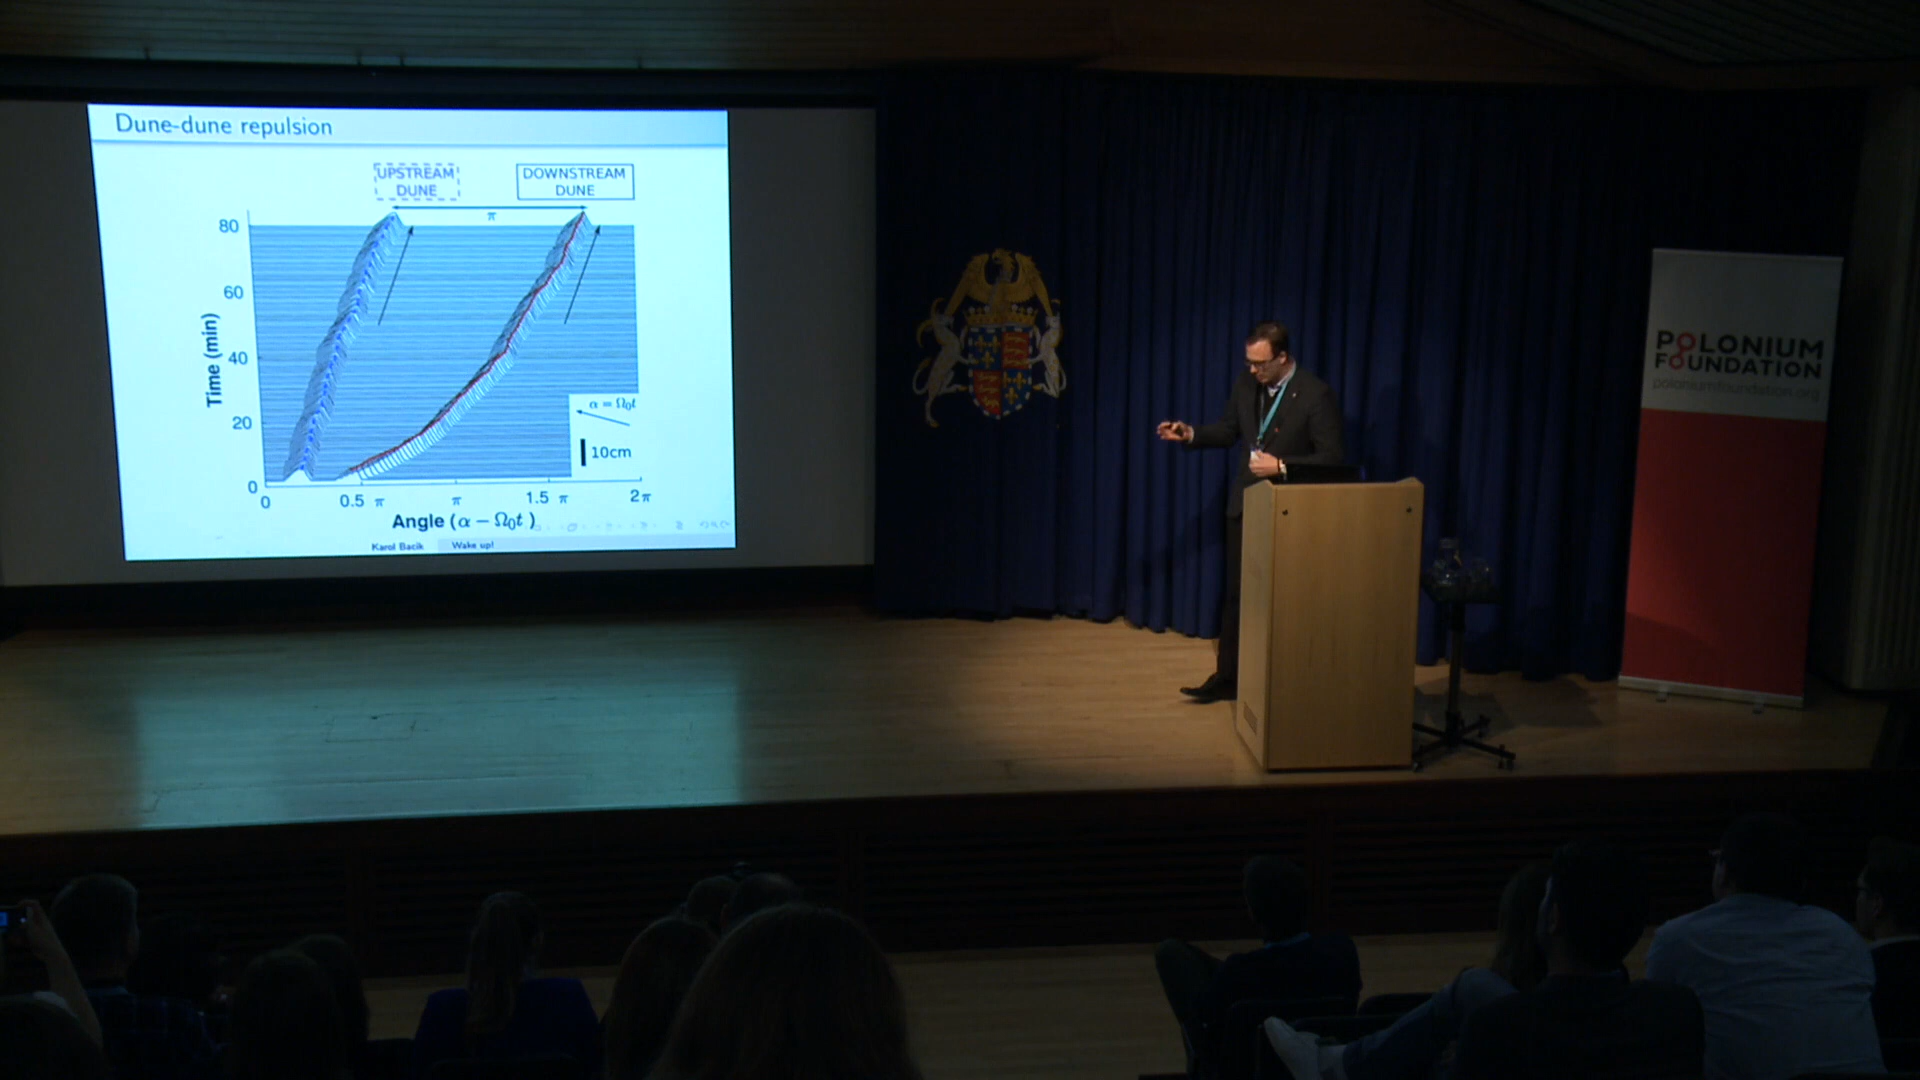 Dune-dune repulsion
UPSTREAM
DUNE
DOWNSTREAM
DUNE
π
80
60
40
20
0
Time (min)
α = Ω₀t
10cm
0
0.5 π
π
1.5 π
2π
Angle (α − Ω₀t )
Karol Bacik
Wake up!
POLONIUM
FOUNDATION
poloniumfoundation.org